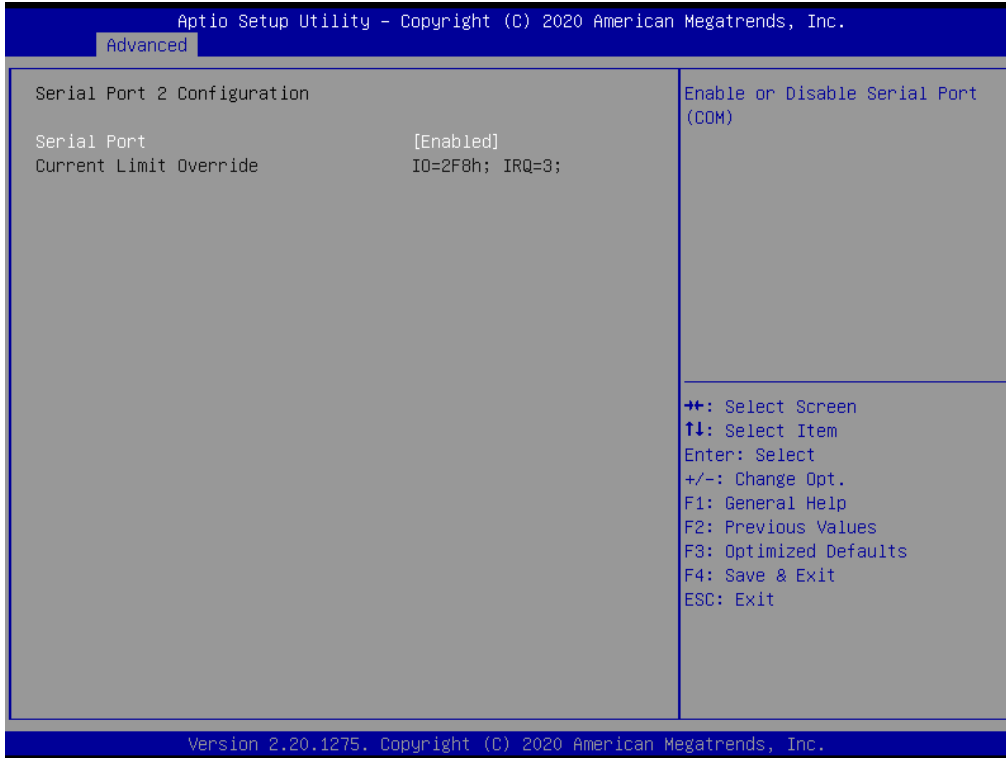 Aptio Setup Utility – Copyright (C) 2020 American Megatrends, Inc.
Advanced
Serial Port 2 Configuration
Serial Port [Enabled]
Current Limit Override IO=2F8h; IRQ=3;
Enable or Disable Serial Port
(COM)
→←: Select Screen
↑↓: Select Item
Enter: Select
+/-: Change Opt.
F1: General Help
F2: Previous Values
F3: Optimized Defaults
F4: Save & Exit
ESC: Exit
Version 2.20.1275. Copyright (C) 2020 American Megatrends, Inc.